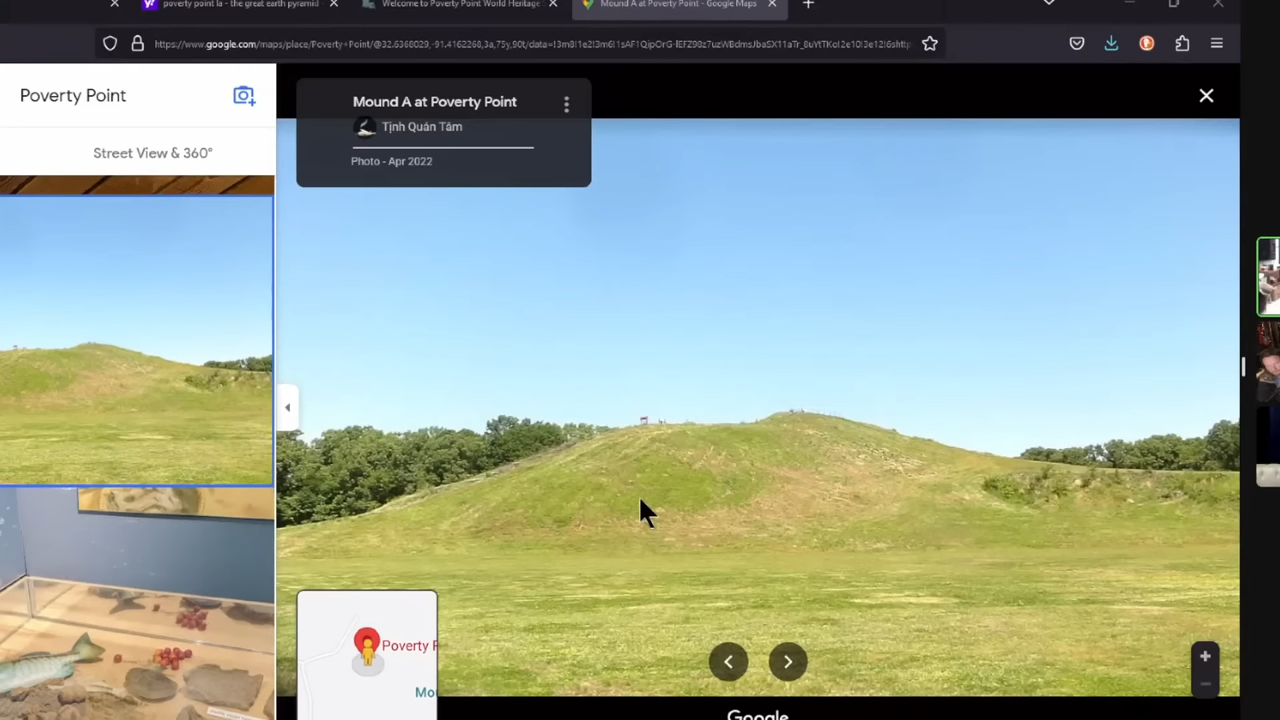 poverty point la - the great earth pyramid
Welcome to Poverty Point World Heritage
Mound A at Poverty Point - Google Maps
Poverty Point
Street View & 360°
Mound A at Poverty Point
Tịnh Quán Tâm
Photo - Apr 2022
Poverty P
Mou
Google